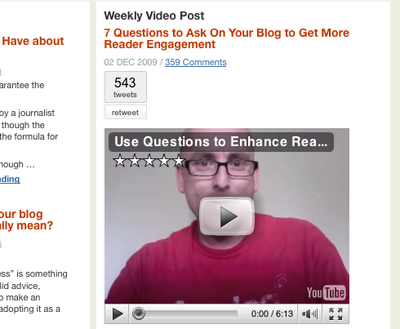 Have about
s
arantee the
by a journalist
though the
the formula for
hough ...
ding
our blog
lly mean?
s
ess" is something
lid advice,
o make an
adopting it as a
Weekly Video Post
7 Questions to Ask On Your Blog to Get More
Reader Engagement
02 DEC 2009 / 359 Comments
543
tweets
retweet
Use Questions to Enhance Rea...
YouTube
0:00 / 6:13